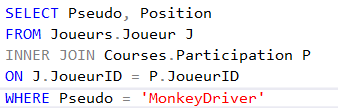 SELECT Pseudo, Position
FROM Joueurs.Joueur J
INNER JOIN Courses.Participation P
ON J.JoueurID = P.JoueurID
WHERE Pseudo = 'MonkeyDriver'